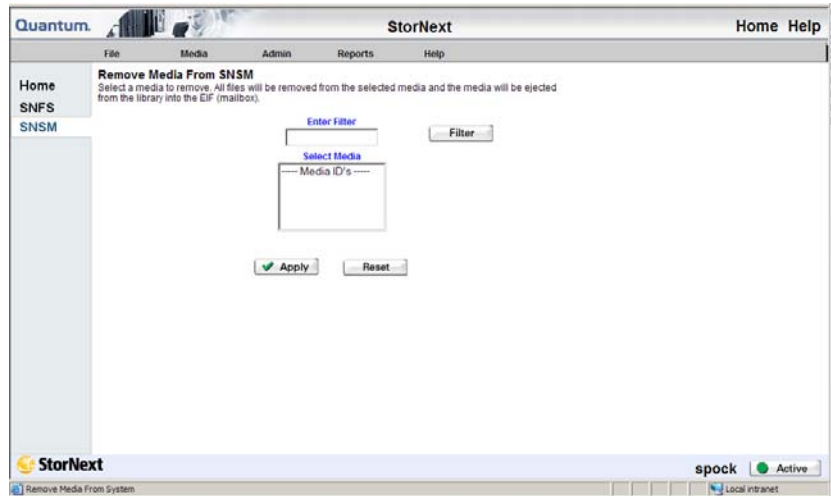 Quantum. StorNext Home Help
File Media Admin Reports Help
Home
SNFS
SNSM
Remove Media From SNSM
Select a media to remove. All files will be removed from the selected media and the media will be ejected
from the library into the EIF (mailbox).
Enter Filter
Filter
Select Media
----- Media ID's -----
Apply Reset
StorNext
spock Active
Remove Media From System Local intranet